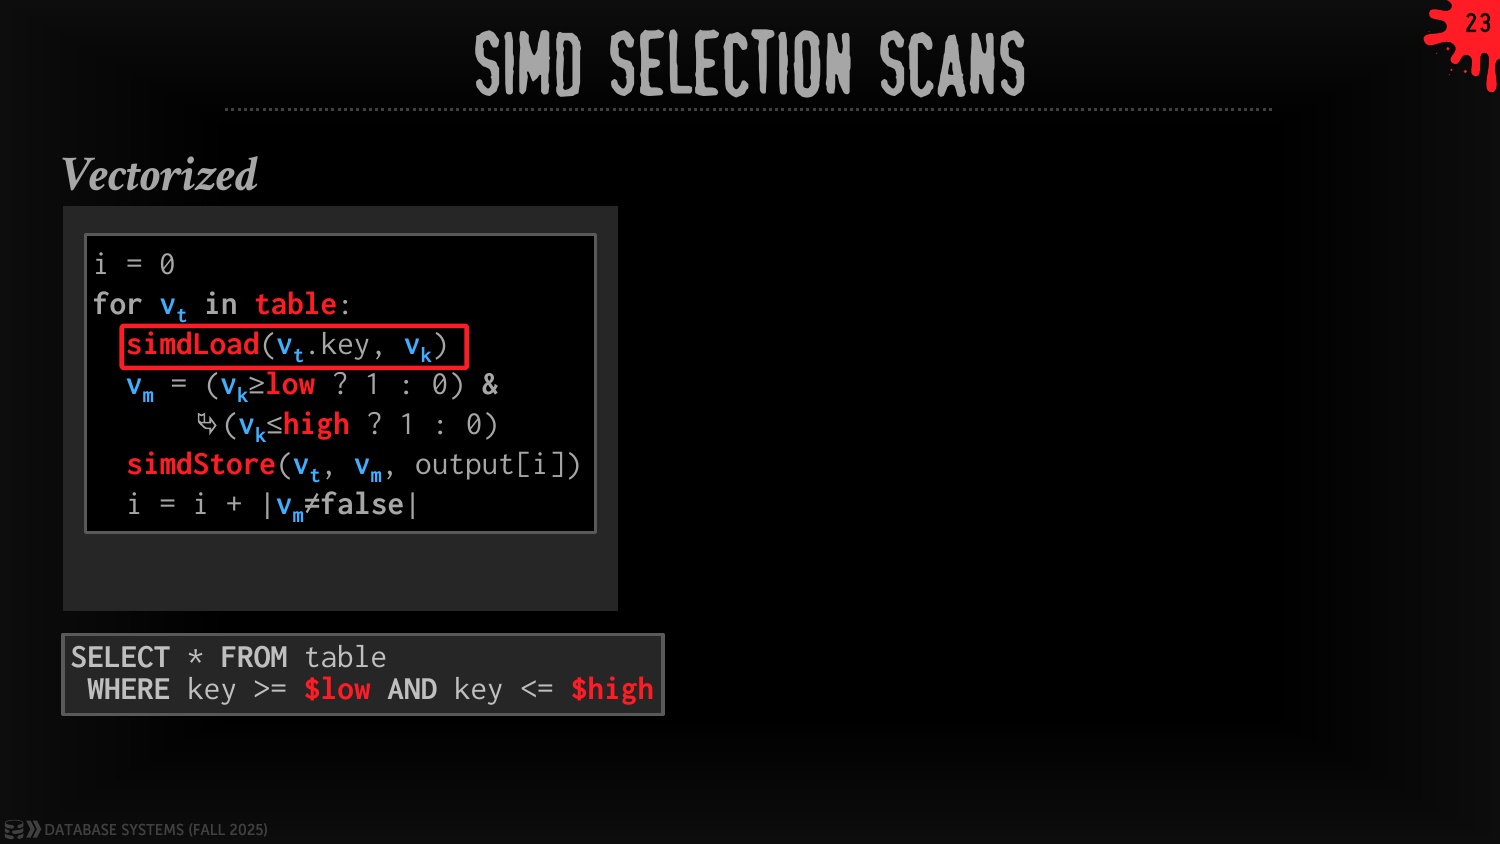 SIMD SELECTION SCANS
23
Vectorized
i = 0
for vt in table:
simdLoad(vt.key, vk)
vm = (vk≥low ? 1 : 0) &
⮱(vk≤high ? 1 : 0)
simdStore(vt, vm, output[i])
i = i + |vm≠false|
SELECT * FROM table
WHERE key >= $low AND key <= $high
DATABASE SYSTEMS (FALL 2025)